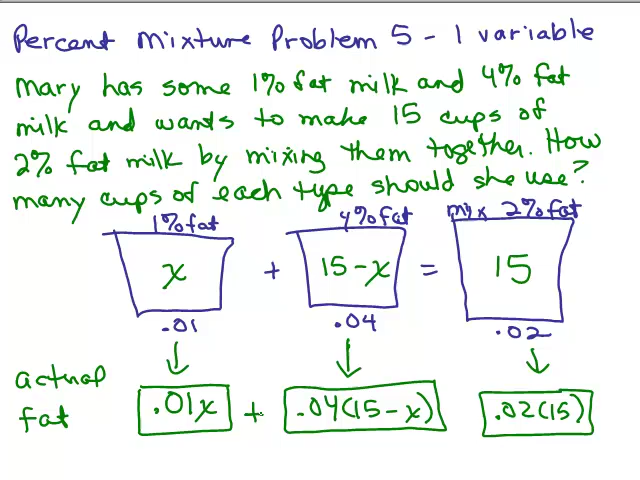 Percent Mixture Problem 5 - 1 variable
Mary has some 1% fat milk and 4% fat
milk and wants to make 15 cups of
2% fat milk by mixing them together. How
many cups of each type should she use?
1% fat 4% fat mix 2% fat
x + 15 - x = 15
.01 .04 .02
actual
fat
.01x + .04(15 - x) .02(15)